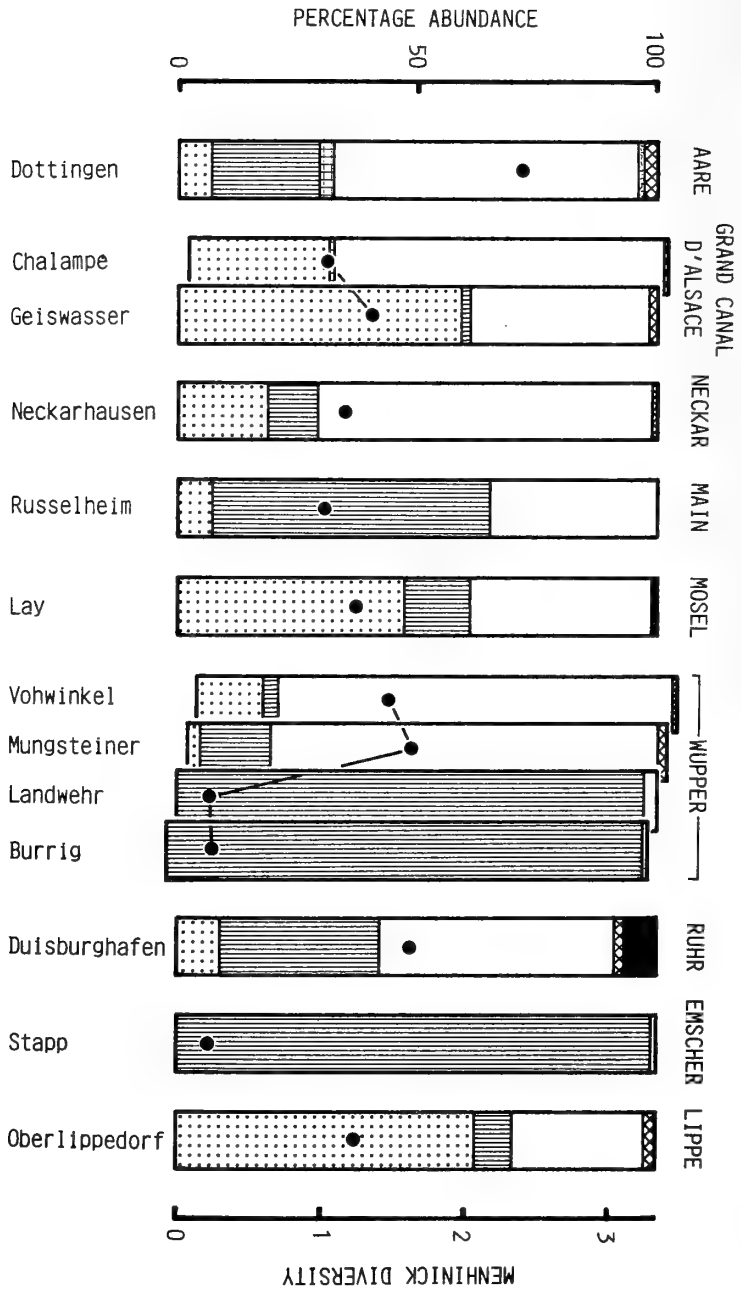 PERCENTAGE ABUNDANCE
0
50
100
Dottingen
AARE
Chalampe
Geiswasser
GRAND CANAL
D'ALSACE
Neckarhausen
NECKAR
Russelheim
MAIN
Lay
MOSEL
Vohwinkel
Mungsteiner
Landwehr
Burrig
WUPPER
Duisburghafen
RUHR
Stapp
EMSCHER
Oberlippedorf
LIPPE
0
1
2
3
MENHINICK DIVERSITY